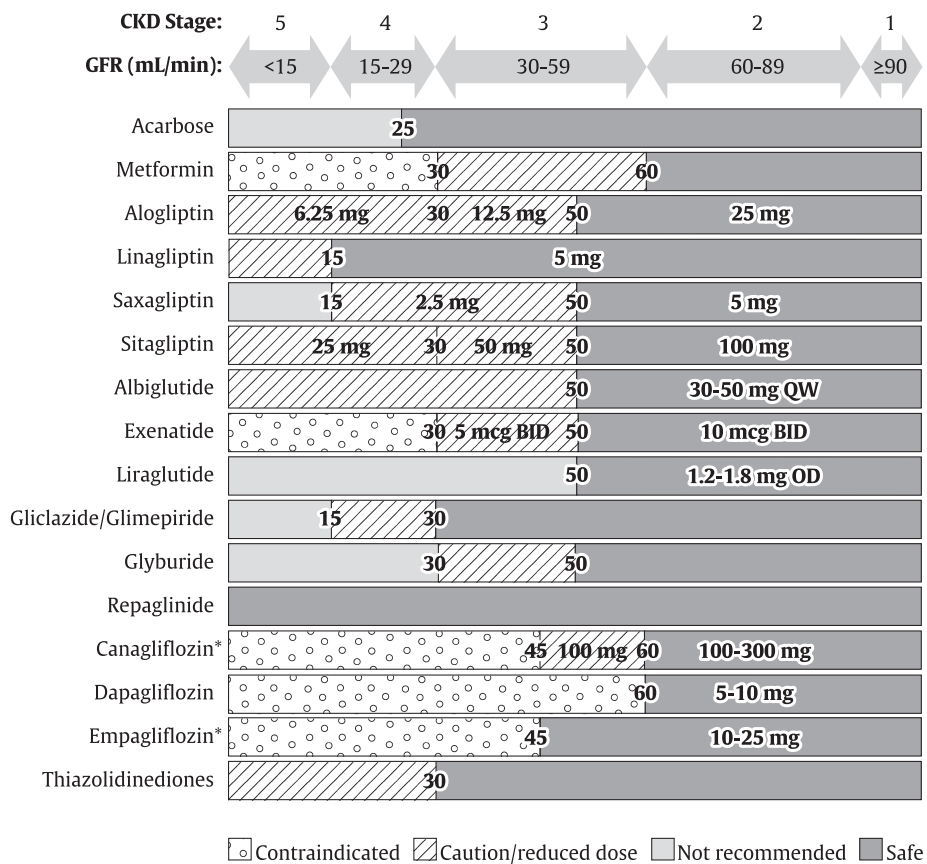 CKD Stage: 5 4 3 2 1
GFR (mL/min): <15 15-29 30-59 60-89 ≥90
Acarbose 25
Metformin 30 60
Alogliptin 6.25 mg 30 12.5 mg 50 25 mg
Linagliptin 15 5 mg
Saxagliptin 15 2.5 mg 50 5 mg
Sitagliptin 25 mg 30 50 mg 50 100 mg
Albiglutide 50 30-50 mg QW
Exenatide 30 5 mcg BID 50 10 mcg BID
Liraglutide 50 1.2-1.8 mg OD
Gliclazide/Glimepiride 15 30
Glyburide 30 50
Repaglinide
Canagliflozin* 45 100 mg 60 100-300 mg
Dapagliflozin 60 5-10 mg
Empagliflozin* 45 10-25 mg
Thiazolidinediones 30
Contraindicated Caution/reduced dose Not recommended Safe